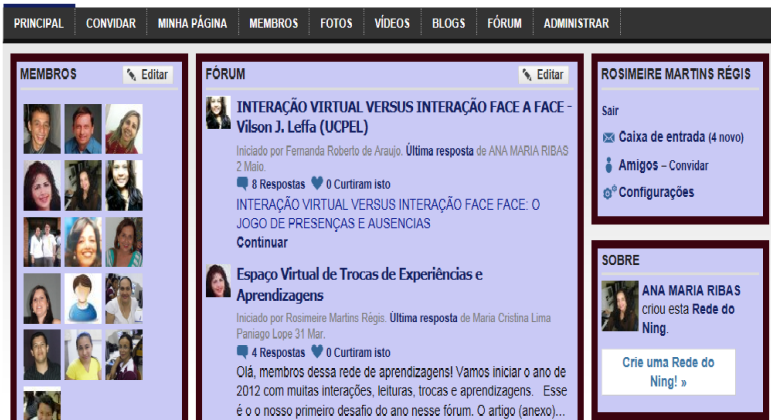 PRINCIPAL CONVIDAR MINHA PÁGINA MEMBROS FOTOS VÍDEOS BLOGS FÓRUM ADMINISTRAR
MEMBROS
Editar
FÓRUM
Editar
INTERAÇÃO VIRTUAL VERSUS INTERAÇÃO FACE A FACE -
Vilson J. Leffa (UCPEL)
Iniciado por Fernanda Roberto de Araujo. Última resposta de ANA MARIA RIBAS
2 Maio.
8 Respostas 0 Curtiram isto
INTERAÇÃO VIRTUAL VERSUS INTERAÇÃO FACE FACE: O
JOGO DE PRESENÇAS E AUSENCIAS
Continuar
Espaço Virtual de Trocas de Experiências e
Aprendizagens
Iniciado por Rosimeire Martins Régis. Última resposta de Maria Cristina Lima
Paniago Lope 31 Mar.
4 Respostas 0 Curtiram isto
Olá, membros dessa rede de aprendizagens! Vamos iniciar o ano de
2012 com muitas interações, leituras, trocas e aprendizagens. Esse
é o o nosso primeiro desafio do ano nesse fórum. O artigo (anexo)...
ROSIMEIRE MARTINS RÉGIS
Sair
Caixa de entrada (4 novo)
Amigos – Convidar
Configurações
SOBRE
ANA MARIA RIBAS
criou esta Rede do
Ning.
Crie uma Rede do
Ning! »